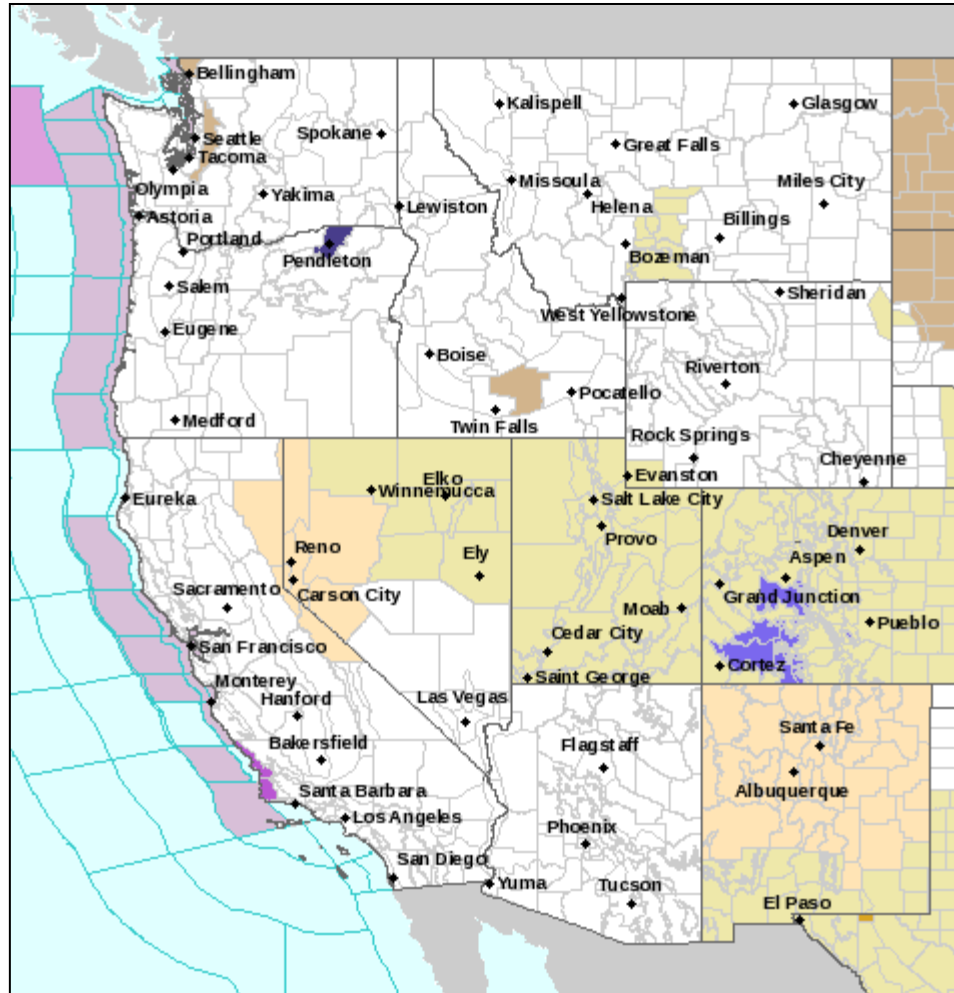 Bellingham
Kalispell
Glasgow
Seattle
Spokane
Great Falls
Tacoma
Olympia
Missoula
Miles City
Yakima
Helena
Lewiston
Astoria
Billings
Portland
Bozeman
Pendleton
Salem
Sheridan
West Yellowstone
Eugene
Boise
Riverton
Pocatello
Medford
Twin Falls
Rock Springs
Cheyenne
Elko
Evanston
Winnemucca
Eureka
Salt Lake City
Provo
Denver
Reno
Ely
Aspen
Sacramento
Carson City
Grand Junction
Moab
Pueblo
Cedar City
San Francisco
Cortez
Saint George
Monterey
Hanford
Las Vegas
Santa Fe
Bakersfield
Flagstaff
Santa Barbara
Albuquerque
Los Angeles
Phoenix
San Diego
Yuma
Tucson
El Paso